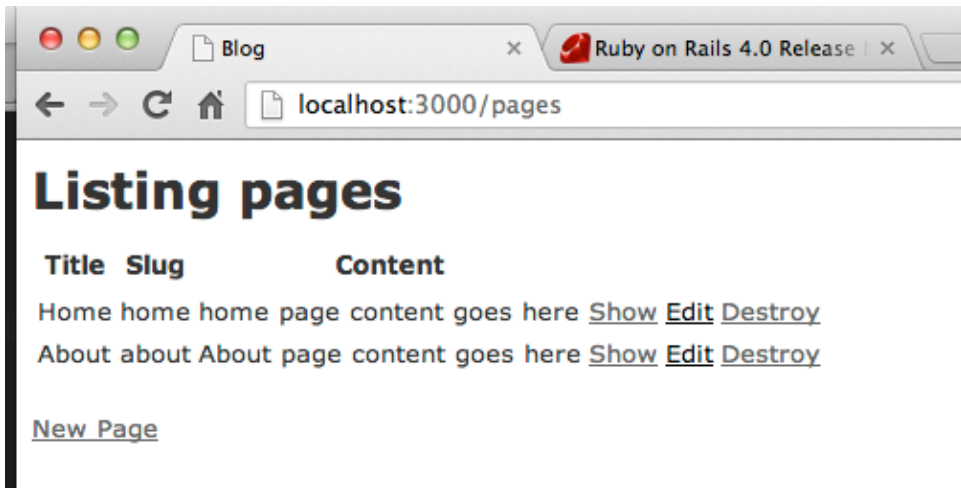 Blog
Ruby on Rails 4.0 Release
localhost:3000/pages
Listing pages
Title Slug Content
Home home home page content goes here Show Edit Destroy
About about About page content goes here Show Edit Destroy
New Page